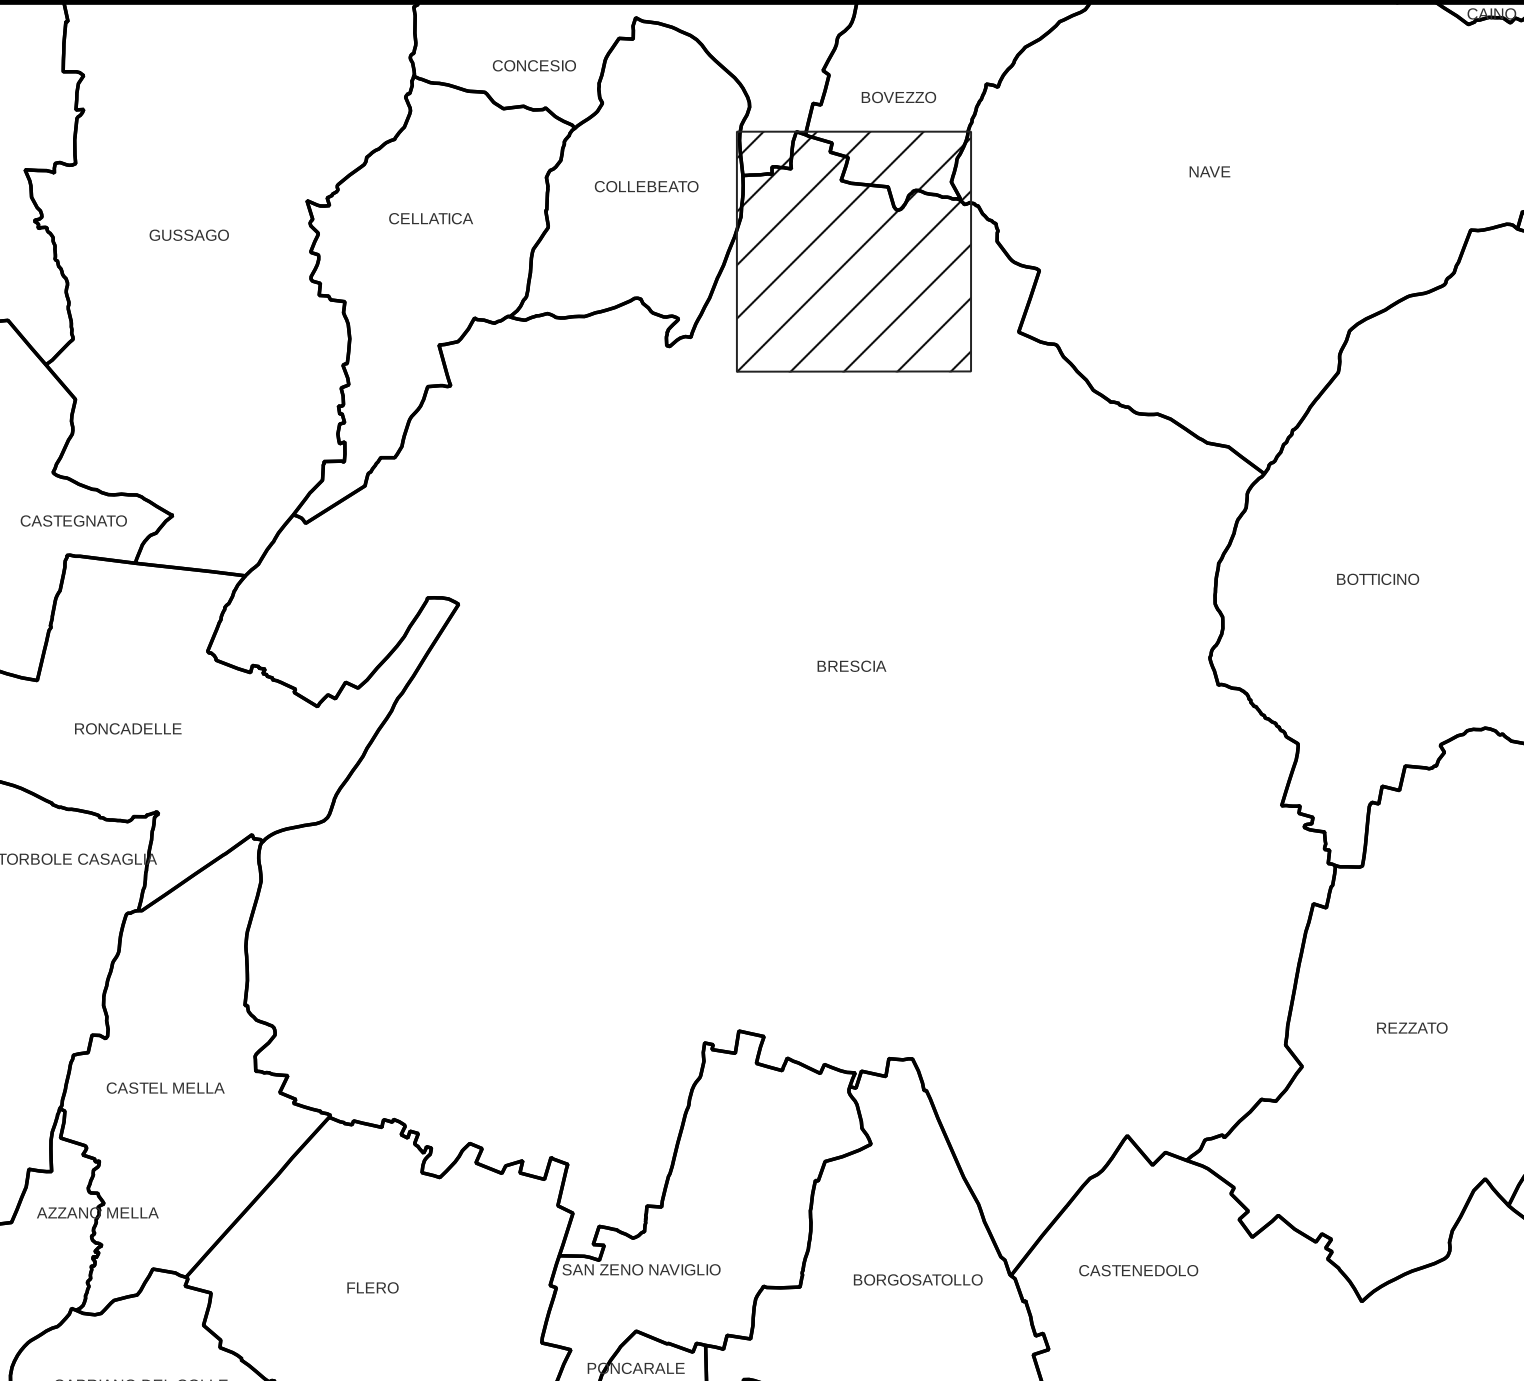 CAINO
CONCESIO
BOVEZZO
NAVE
COLLEBEATO
CELLATICA
GUSSAGO
CASTEGNATO
BOTTICINO
BRESCIA
RONCADELLE
TORBOLE CASAGLIA
REZZATO
CASTEL MELLA
AZZANO MELLA
SAN ZENO NAVIGLIO
CASTENEDOLO
BORGOSATOLLO
FLERO
PONCARALE